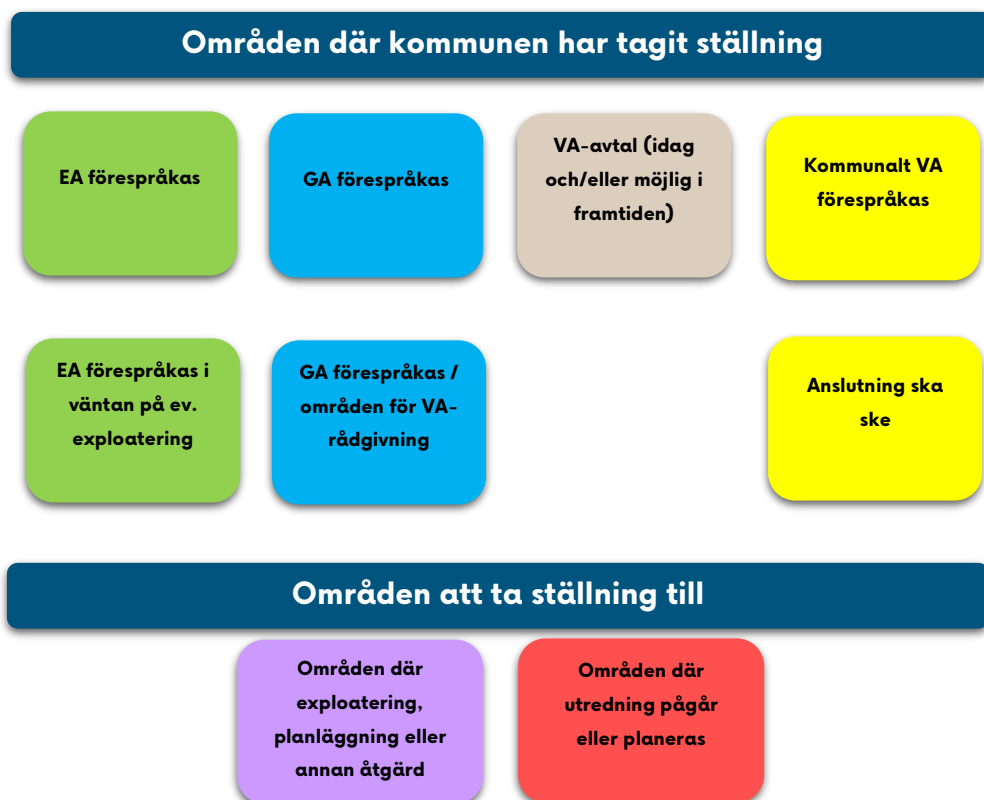 Områden där kommunen har tagit ställning
EA förespråkas
GA förespråkas
VA-avtal (idag
och/eller möjlig i
framtiden)
Kommunalt VA
förespråkas
EA förespråkas i
väntan på ev.
exploatering
GA förespråkas /
områden för VA-
rådgivning
Anslutning ska
ske
Områden att ta ställning till
Områden där
exploatering,
planläggning eller
annan åtgärd
Områden där
utredning pågår
eller planeras